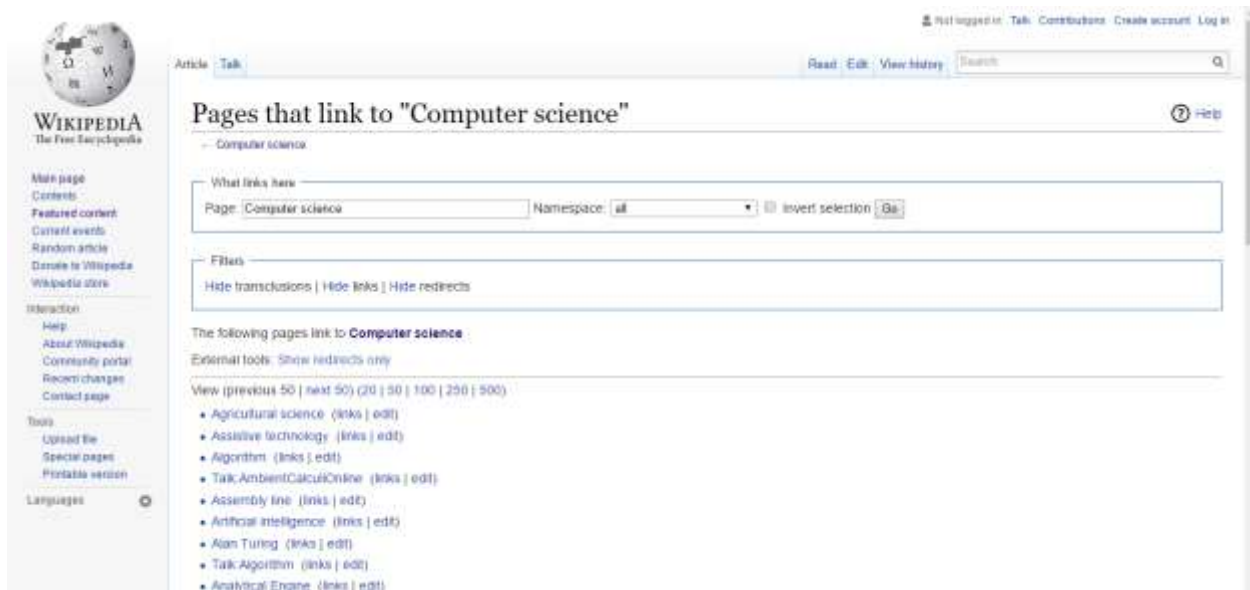 Not logged in Talk Contributions Create account Log in
Article Talk
Read Edit View history Search
WIKIPEDIA
The Free Encyclopedia
Pages that link to "Computer science"
Help
← Computer science
Main page
Contents
Featured content
Current events
Random article
Donate to Wikipedia
Wikipedia store
Interaction
Help
About Wikipedia
Community portal
Recent changes
Contact page
Tools
Upload file
Special pages
Printable version
Languages
What links here
Page: Computer science Namespace: all Invert selection Go
Filters
Hide transclusions | Hide links | Hide redirects
The following pages link to Computer science
External tools: Show redirects only
View (previous 50 | next 50) (20 | 50 | 100 | 250 | 500)
Agricultural science (links | edit)
Assistive technology (links | edit)
Algorithm (links | edit)
Talk:AmbientCalculiOnline (links | edit)
Assembly line (links | edit)
Artificial intelligence (links | edit)
Alan Turing (links | edit)
Talk:Algorithm (links | edit)
Analytical Engine (links | edit)